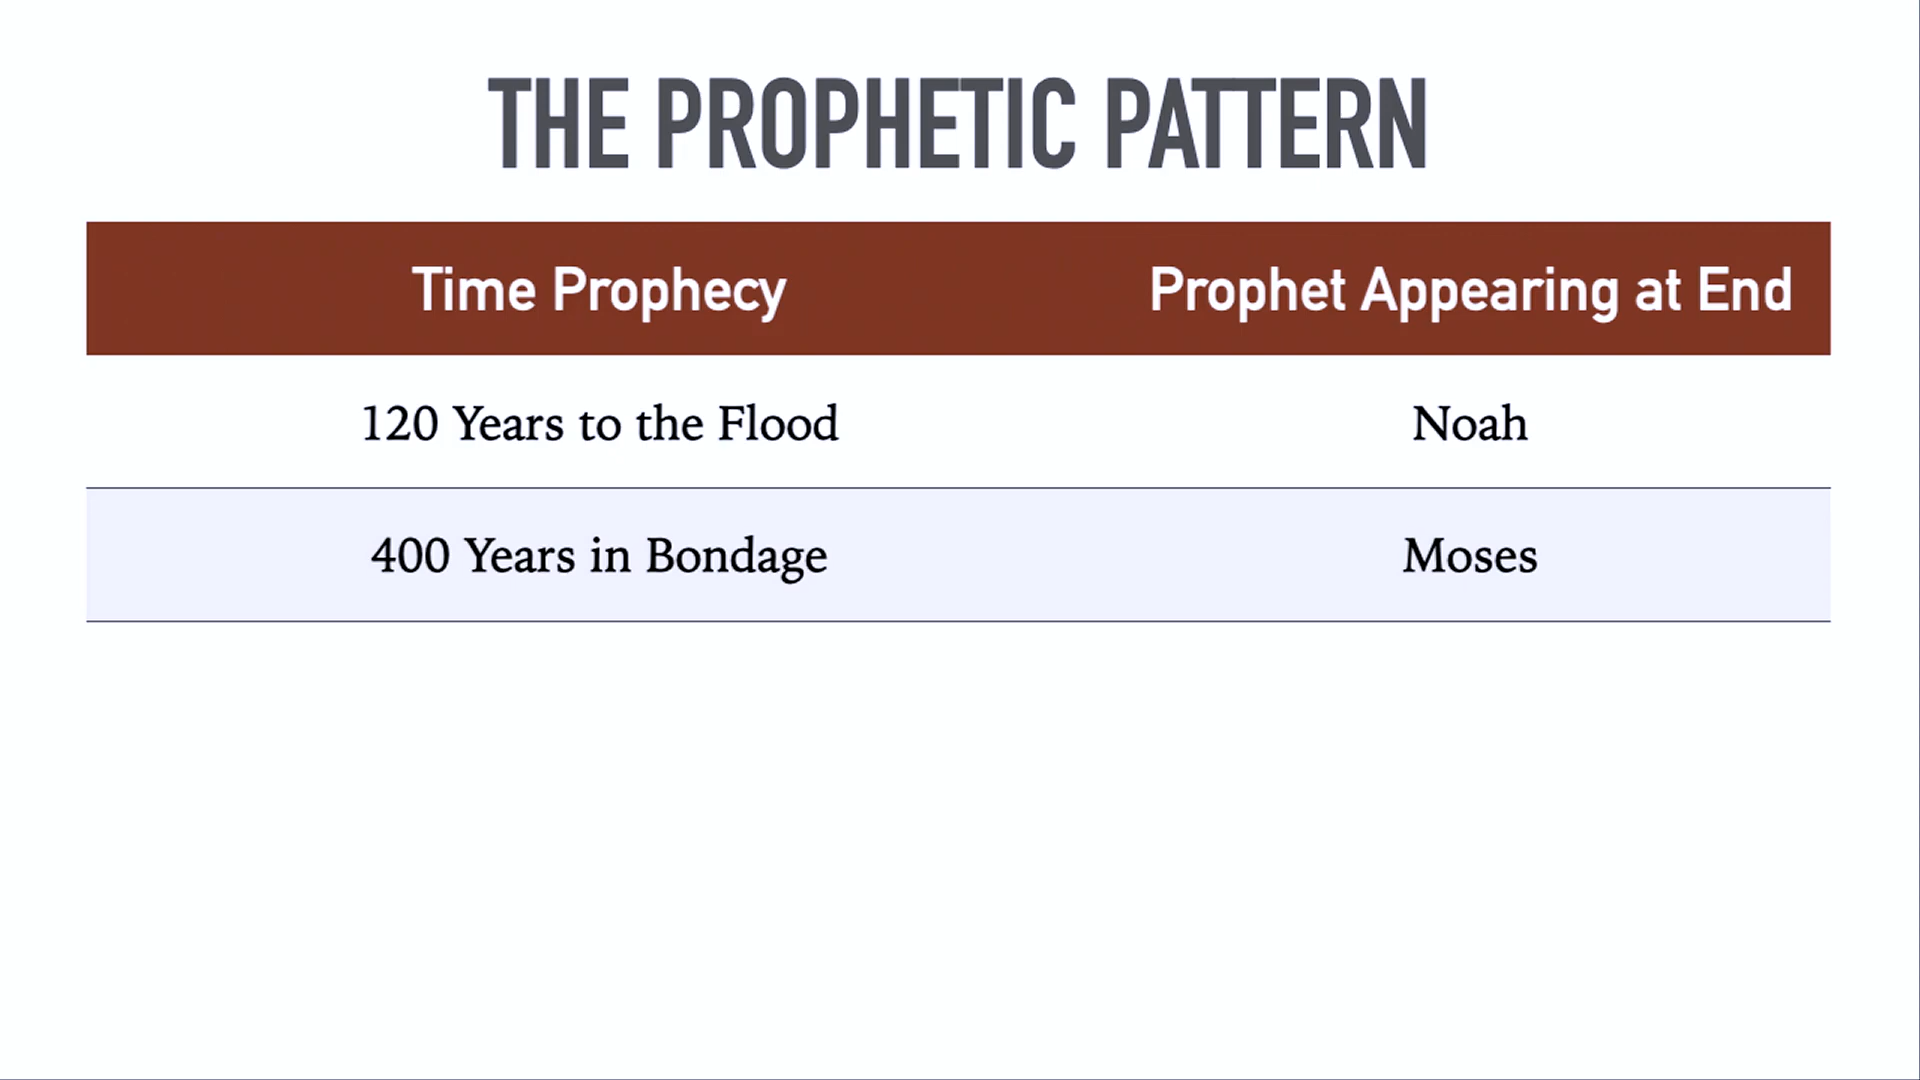 THE PROPHETIC PATTERN
Time Prophecy Prophet Appearing at End
120 Years to the Flood Noah
400 Years in Bondage Moses